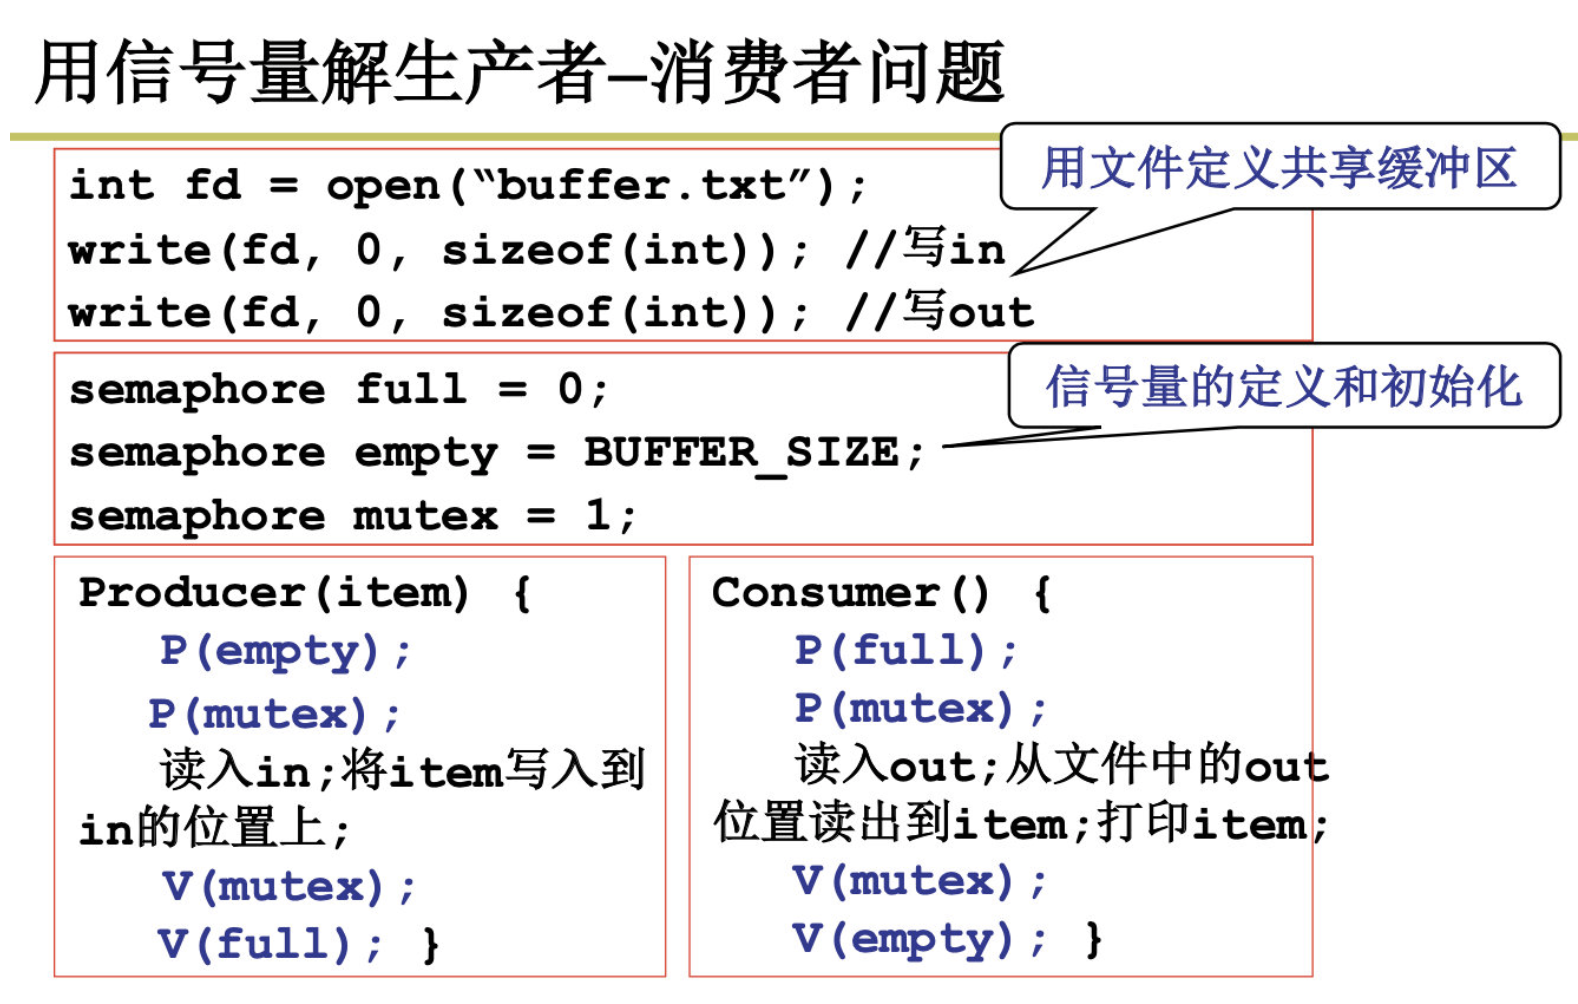 用信号量解生产者–消费者问题
用文件定义共享缓冲区
int fd = open(“buffer.txt”);
write(fd, 0, sizeof(int)); //写in
write(fd, 0, sizeof(int)); //写out
信号量的定义和初始化
semaphore full = 0;
semaphore empty = BUFFER_SIZE;
semaphore mutex = 1;
Producer(item) {
P(empty);
P(mutex);
读入in;将item写入到
in的位置上;
V(mutex);
V(full); }
Consumer() {
P(full);
P(mutex);
读入out;从文件中的out
位置读出到item;打印item;
V(mutex);
V(empty); }